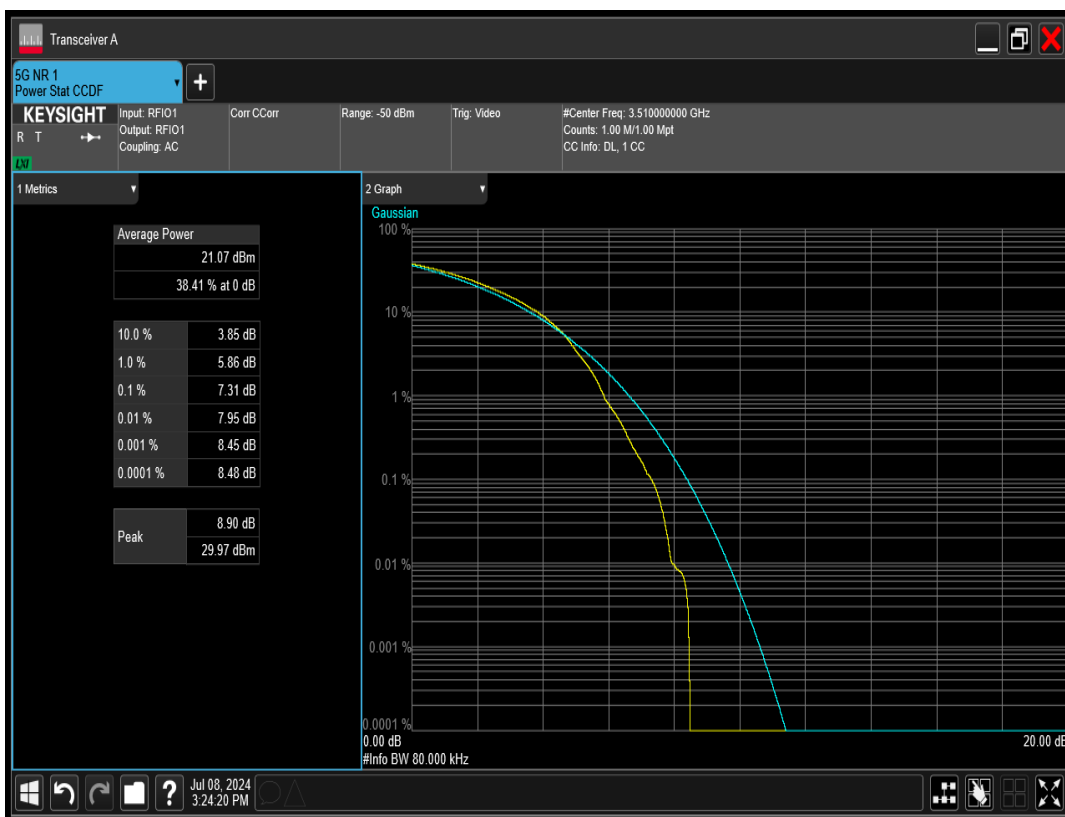 Transceiver A
5G NR 1
Power Stat CCDF
+
KEYSIGHT
R T
LXI
Input: RFIO1
Output: RFIO1
Coupling: AC
Corr CCorr
Range: -50 dBm
Trig: Video
#Center Freq: 3.510000000 GHz
Counts: 1.00 M/1.00 Mpt
CC Info: DL, 1 CC
1 Metrics
Average Power
21.07 dBm
38.41 % at 0 dB
10.0 % 3.85 dB
1.0 % 5.86 dB
0.1 % 7.31 dB
0.01 % 7.95 dB
0.001 % 8.45 dB
0.0001 % 8.48 dB
Peak 8.90 dB
29.97 dBm
2 Graph
Gaussian
100 %
10 %
1 %
0.1 %
0.01 %
0.001 %
0.0001 %
0.00 dB
20.00 dB
#Info BW 80.000 kHz
?
Jul 08, 2024
3:24:20 PM